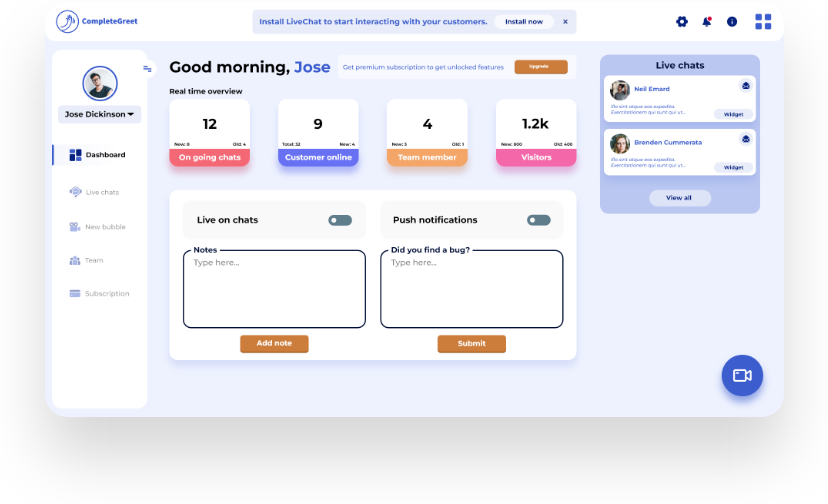 CompleteGreet
Install LiveChat to start interacting with your customers. Install now ×
Jose Dickinson
Dashboard
Live chats
New bubble
Team
Subscription
Good morning, Jose
Get premium subscription to get unlocked features Upgrade
Real time overview
12
New: 8 Old: 4
On going chats
9
Total: 32 New: 4
Customer online
4
New: 3 Old: 1
Team member
1.2k
New: 800 Old: 400
Visitors
Live on chats
Push notifications
Notes
Type here...
Add note
Did you find a bug?
Type here...
Submit
Live chats
Neil Emard
Illo sint atque eos expedita.
Exercitationem qui sunt qui ut...
Widget
Brenden Cummerata
Illo sint atque eos expedita.
Exercitationem qui sunt qui ut...
Widget
View all